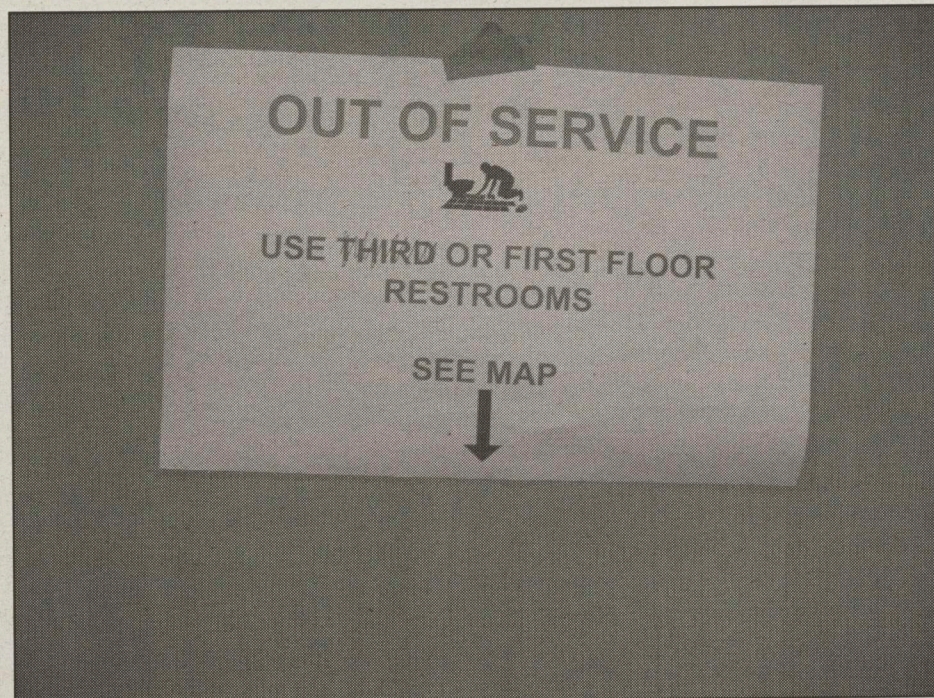 OUT OF SERVICE
USE THIRD OR FIRST FLOOR
RESTROOMS
SEE MAP